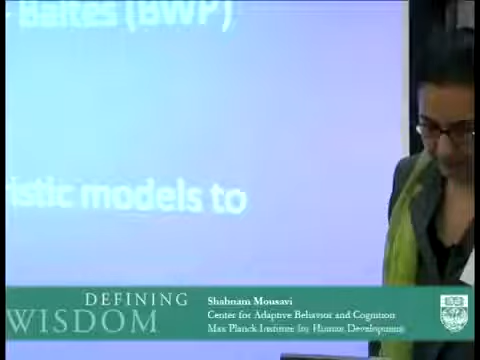 Baltes (BWP)
istic models to
DEFINING
WISDOM
Shabnam Mousavi
Center for Adaptive Behavior and Cognition
Max Planck Institute for Human Development